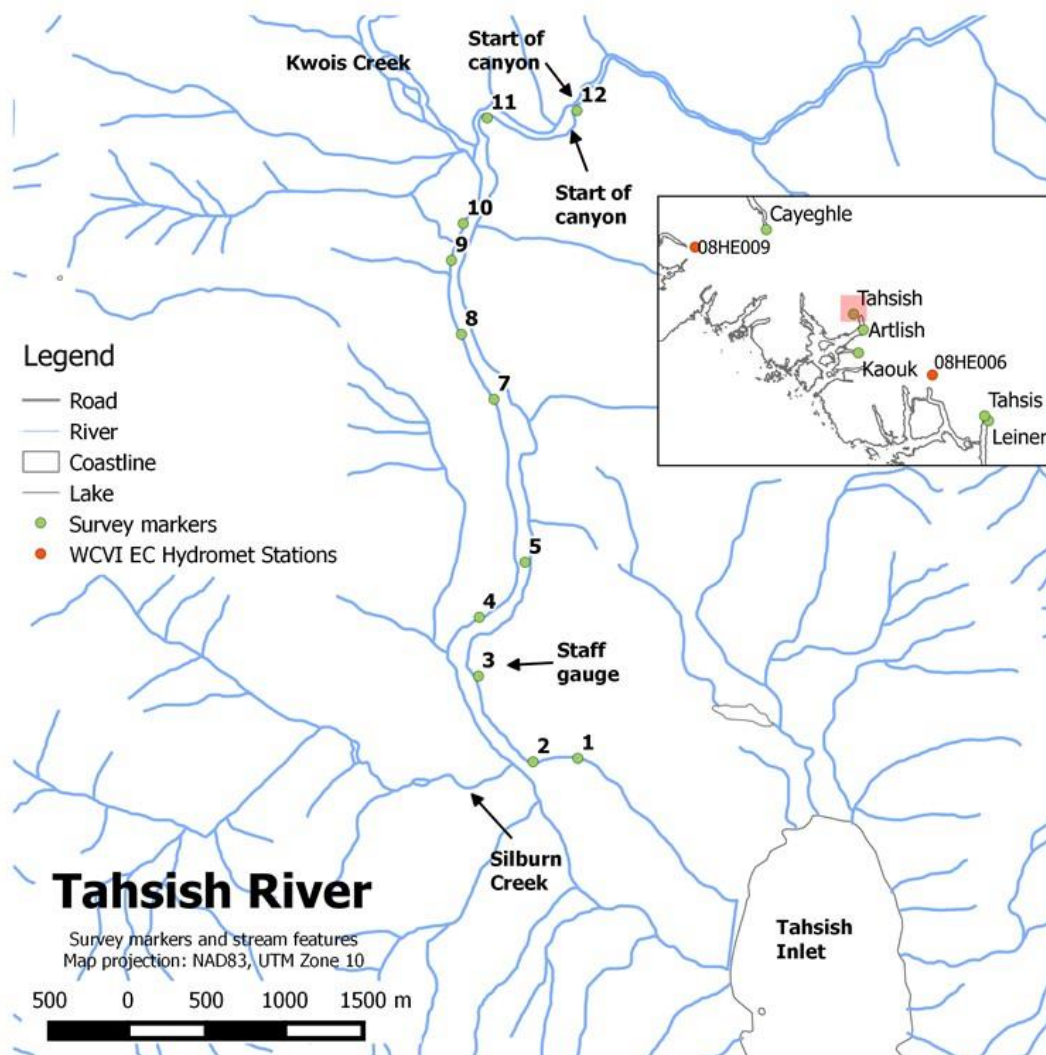 Kwois Creek
Start of
canyon
12
11
Start of
canyon
10
9
8
7
5
4
3
Staff
gauge
2
1
Silburn
Creek
Tahsish
Inlet
Cayeghle
08HE009
Tahsish
Artlish
Kaouk
08HE006
Tahsis
Leiner
Legend
Road
River
Coastline
Lake
Survey markers
WCVI EC Hydromet Stations
Tahsish River
Survey markers and stream features
Map projection: NAD83, UTM Zone 10
500 0 500 1000 1500 m